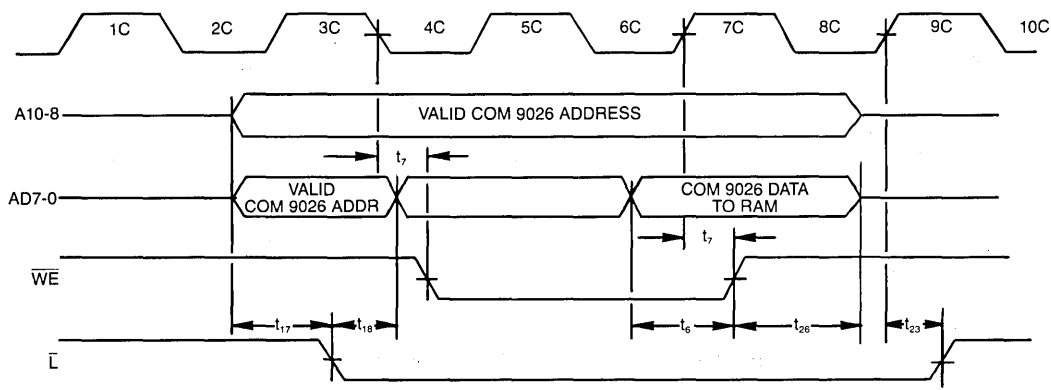 1C 2C 3C 4C 5C 6C 7C 8C 9C 10C
A10-8 VALID COM 9026 ADDRESS
t7
AD7-0 VALID COM 9026 ADDR COM 9026 DATA TO RAM
t7
WE
t17 t18 t6 t26 t23
L